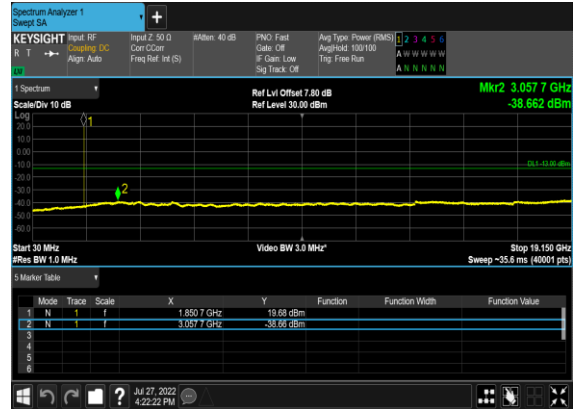 Spectrum Analyzer 1
Swept SA
+
KEYSIGHT
R T
Input: RF
Coupling: DC
Align: Auto
Input Z: 50 Ω
Corr CCorr
Freq Ref: Int (S)
#Atten: 40 dB
PNO: Fast
Gate: Off
IF Gain: Low
Sig Track: Off
Avg Type: Power (RMS)
Avg|Hold: 100/100
Trig: Free Run
1 2 3 4 5 6
A W W W W W
A N N N N N
1 Spectrum
Scale/Div 10 dB
Ref Lvl Offset 7.80 dB
Ref Level 30.00 dBm
Mkr2 3.057 7 GHz
-38.662 dBm
Log
20.0
10.0
0.00
-10.0
-20.0
-30.0
-40.0
-50.0
-60.0
1
2
DL1 -13.00 dBm
Start 30 MHz
#Res BW 1.0 MHz
Video BW 3.0 MHz*
Stop 19.150 GHz
Sweep ~35.6 ms (40001 pts)
5 Marker Table
Mode Trace Scale X Y Function Function Width Function Value
1 N 1 f 1.850 7 GHz 19.68 dBm
2 N 1 f 3.057 7 GHz -38.66 dBm
3
4
5
6
?
Jul 27, 2022
4:22:22 PM